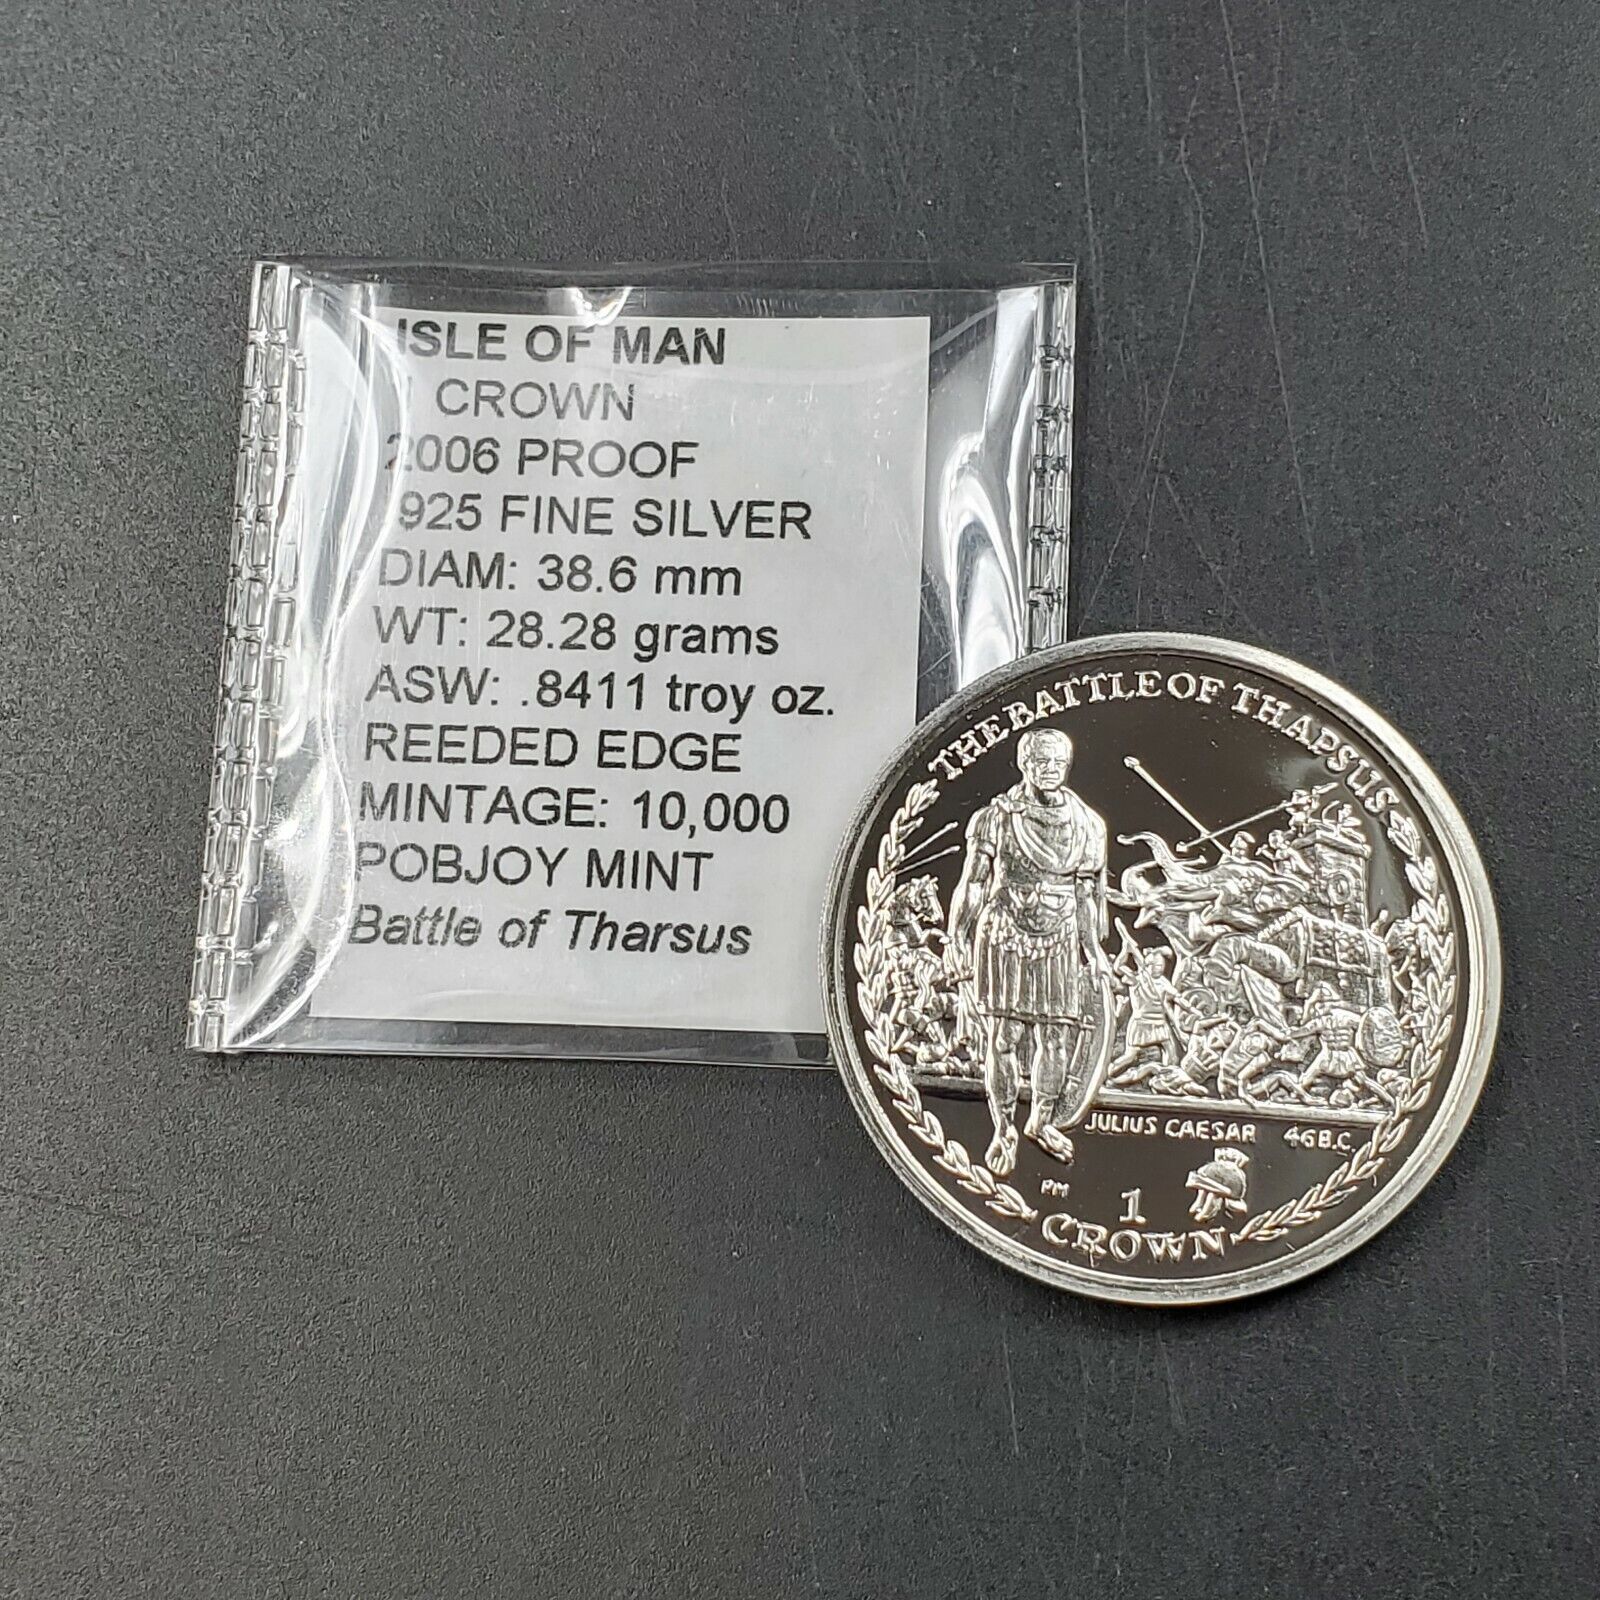 ISLE OF MAN
1 CROWN
2006 PROOF
.925 FINE SILVER
DIAM: 38.6 mm
WT: 28.28 grams
ASW: .8411 troy oz.
REEDED EDGE
MINTAGE: 10,000
POBJOY MINT
Battle of Tharsus
THE BATTLE OF THAPSUS
JULIUS CAESAR 46 B.C.
PM
1
CROWN